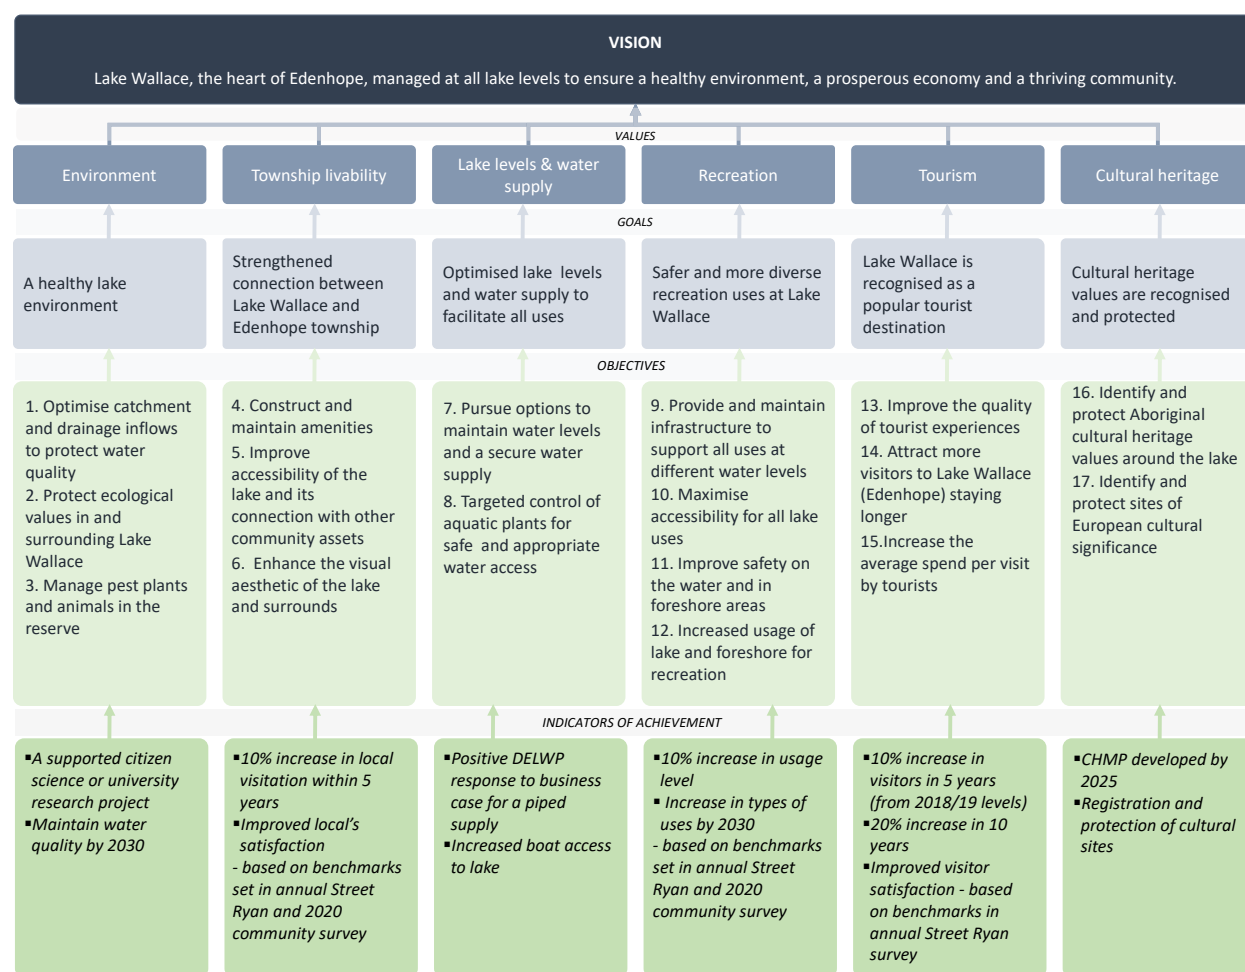 VISION
Lake Wallace, the heart of Edenhope, managed at all lake levels to ensure a healthy environment, a prosperous economy and a thriving community.
VALUES
Environment
Township livability
Lake levels & water
supply
Recreation
Tourism
Cultural heritage
GOALS
A healthy lake
environment
Strengthened
connection between
Lake Wallace and
Edenhope township
Optimised lake levels
and water supply to
facilitate all uses
Safer and more diverse
recreation uses at Lake
Wallace
Lake Wallace is
recognised as a
popular tourist
destination
Cultural heritage
values are recognised
and protected
OBJECTIVES
1. Optimise catchment
and drainage inflows
to protect water
quality
2. Protect ecological
values in and
surrounding Lake
Wallace
3. Manage pest plants
and animals in the
reserve
4. Construct and
maintain amenities
5. Improve
accessibility of the
lake and its
connection with other
community assets
6. Enhance the visual
aesthetic of the lake
and surrounds
7. Pursue options to
maintain water levels
and a secure water
supply
8. Targeted control of
aquatic plants for
safe and appropriate
water access
9. Provide and maintain
infrastructure to
support all uses at
different water levels
10. Maximise
accessibility for all lake
uses
11. Improve safety on
the water and in
foreshore areas
12. Increased usage of
lake and foreshore for
recreation
13. Improve the quality
of tourist experiences
14. Attract more
visitors to Lake Wallace
(Edenhope) staying
longer
15.Increase the
average spend per visit
by tourists
16. Identify and
protect Aboriginal
cultural heritage
values around the lake
17. Identify and
protect sites of
European cultural
significance
INDICATORS OF ACHIEVEMENT
▪A supported citizen
science or university
research project
▪Maintain water
quality by 2030
▪10% increase in local
visitation within 5
years
▪Improved local's
satisfaction
- based on benchmarks
set in annual Street
Ryan and 2020
community survey
▪Positive DELWP
response to business
case for a piped
supply
▪Increased boat access
to lake
▪10% increase in usage
level
▪ Increase in types of
uses by 2030
- based on benchmarks
set in annual Street
Ryan and 2020
community survey
▪10% increase in
visitors in 5 years
(from 2018/19 levels)
▪20% increase in 10
years
▪Improved visitor
satisfaction - based
on benchmarks in
annual Street Ryan
survey
▪CHMP developed by
2025
▪Registration and
protection of cultural
sites